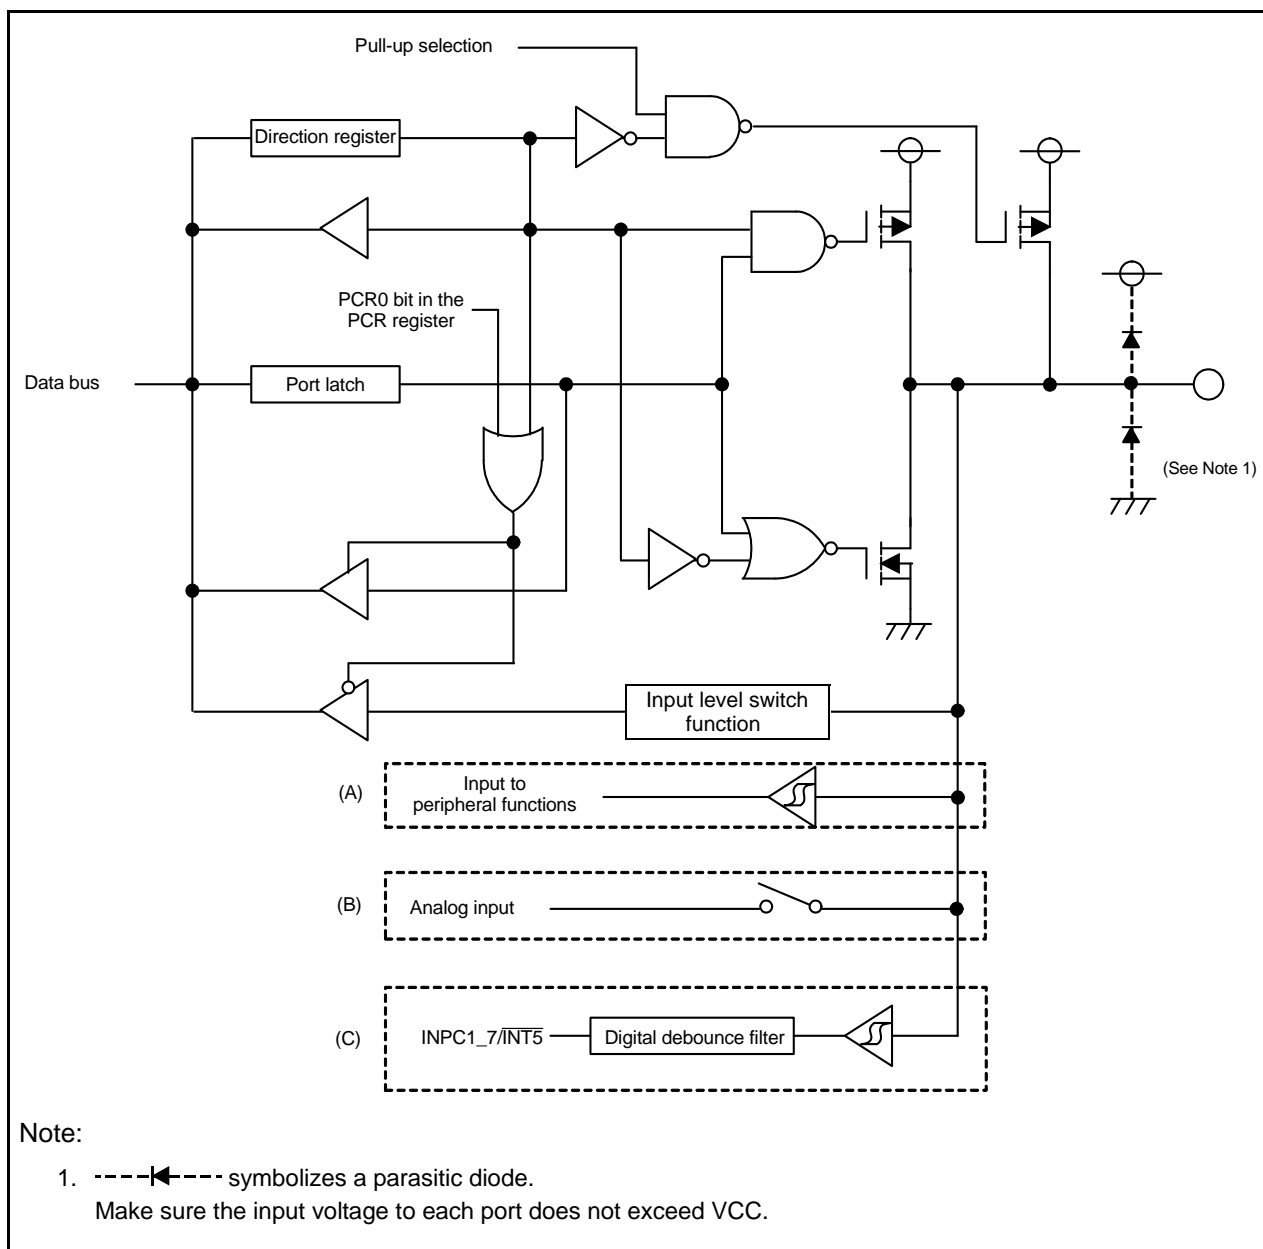 Pull-up selection
Direction register
PCR0 bit in the
PCR register
Data bus
Port latch
(See Note 1)
Input level switch
function
(A)
Input to
peripheral functions
(B)
Analog input
(C)
INPC1_7/I̅N̅T̅5̅
Digital debounce filter
Note:
1. symbolizes a parasitic diode.
Make sure the input voltage to each port does not exceed VCC.